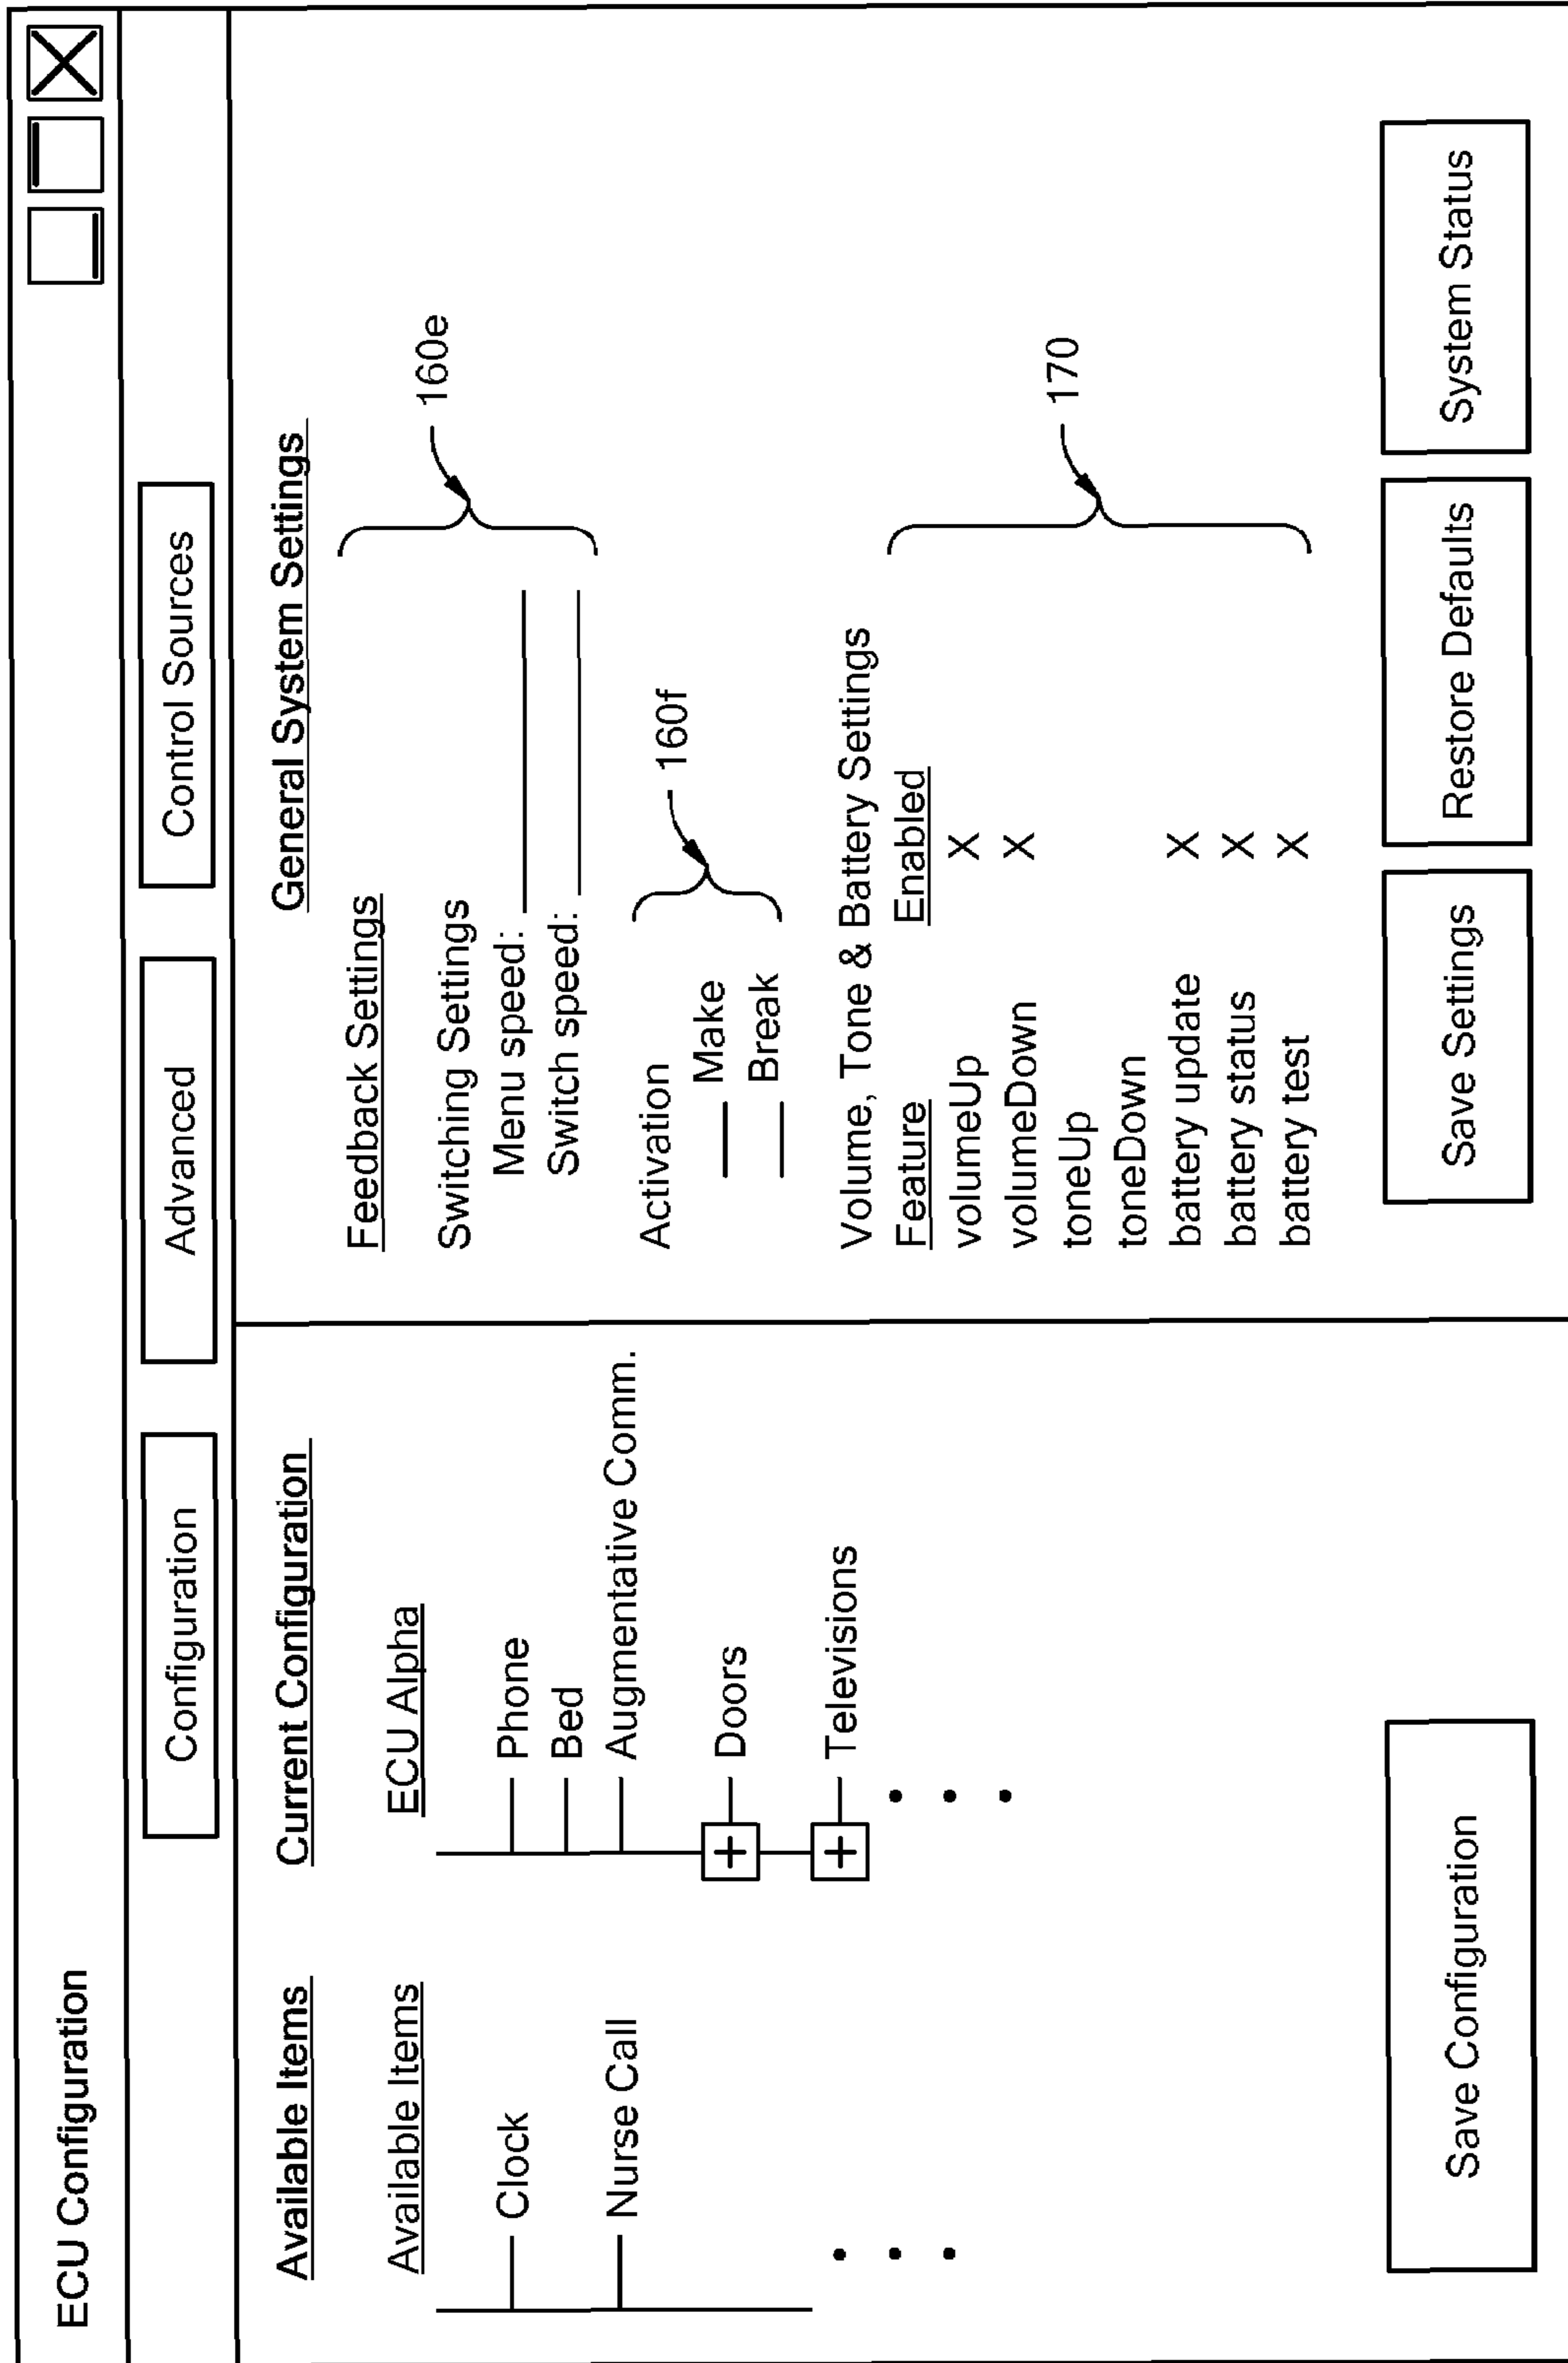 ECU Configuration
Configuration
Advanced
Control Sources
Available Items
Available Items
Clock
Nurse Call
Current Configuration
ECU Alpha
Phone
Bed
Augmentative Comm.
+ Doors
+ Televisions
Save Configuration
General System Settings
Feedback Settings
Switching Settings
Menu speed:
Switch speed:
160e
Activation
Make
Break
160f
Volume, Tone & Battery Settings
Feature Enabled
volumeUp X
volumeDown X
toneUp
toneDown
battery update X
battery status X
battery test X
170
Save Settings
Restore Defaults
System Status